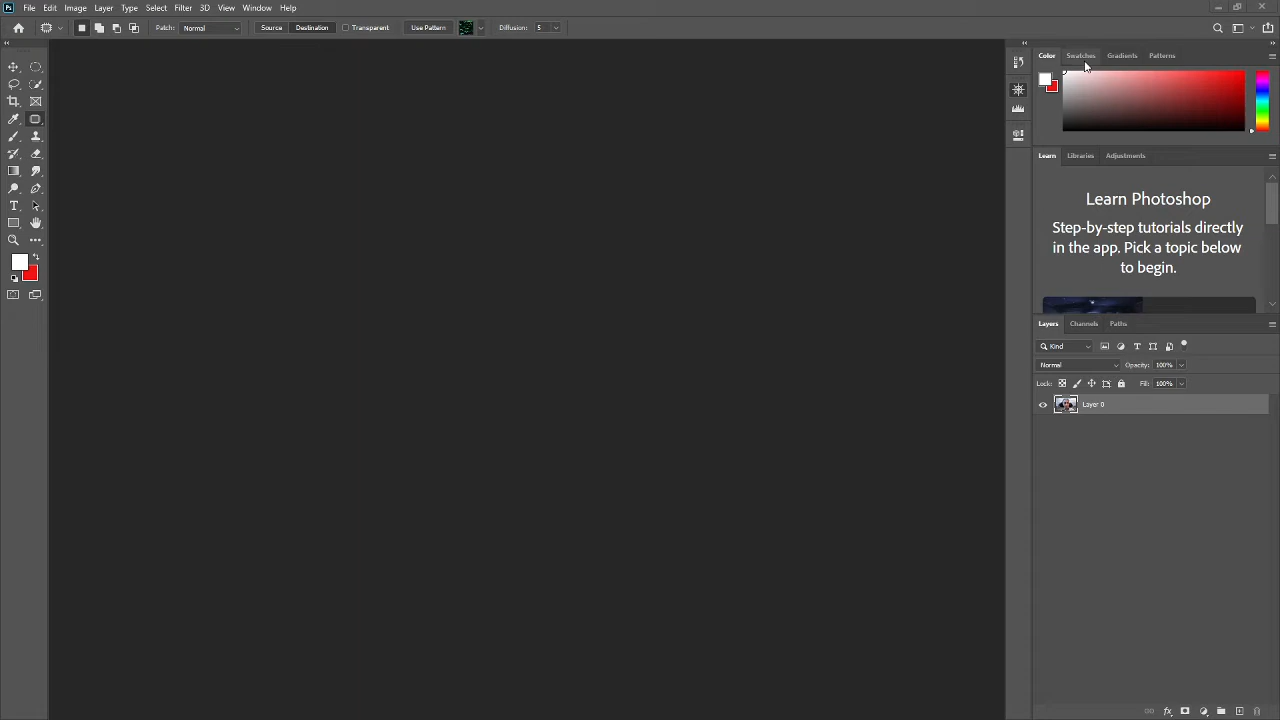 Ps File Edit Image Layer Type Select Filter 3D View Window Help
Patch: Normal Source Destination Transparent Use Pattern Diffusion: 5
Color Swatches Gradients Patterns
Learn Libraries Adjustments
Learn Photoshop
Step-by-step tutorials directly
in the app. Pick a topic below
to begin.
Layers Channels Paths
Kind
Normal Opacity: 100%
Lock: Fill: 100%
Layer 0
fx